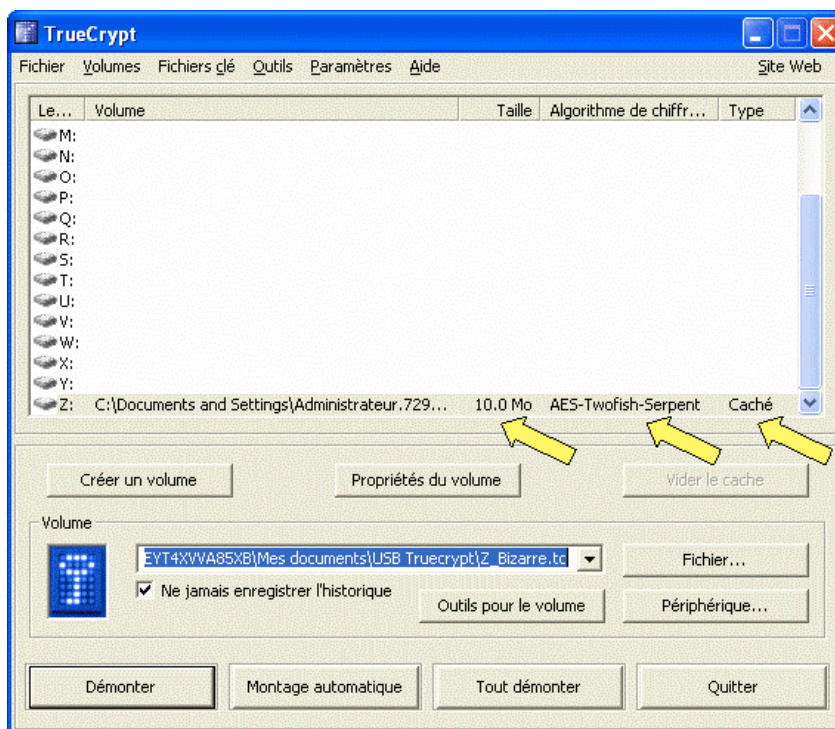 TrueCrypt
Fichier Volumes Fichiers clé Outils Paramètres Aide Site Web
Le... Volume Taille Algorithme de chiffr... Type
M:
N:
O:
P:
Q:
R:
S:
T:
U:
V:
W:
X:
Y:
Z: C:\Documents and Settings\Administrateur.729... 10.0 Mo AES-Twofish-Serpent Caché
Créer un volume Propriétés du volume Vider le cache
Volume
EYT4XVVA85XB\Mes documents\USB Truecrypt\Z_Bizarre.tc Fichier...
Ne jamais enregistrer l'historique Outils pour le volume Périphérique...
Démonter Montage automatique Tout démonter Quitter